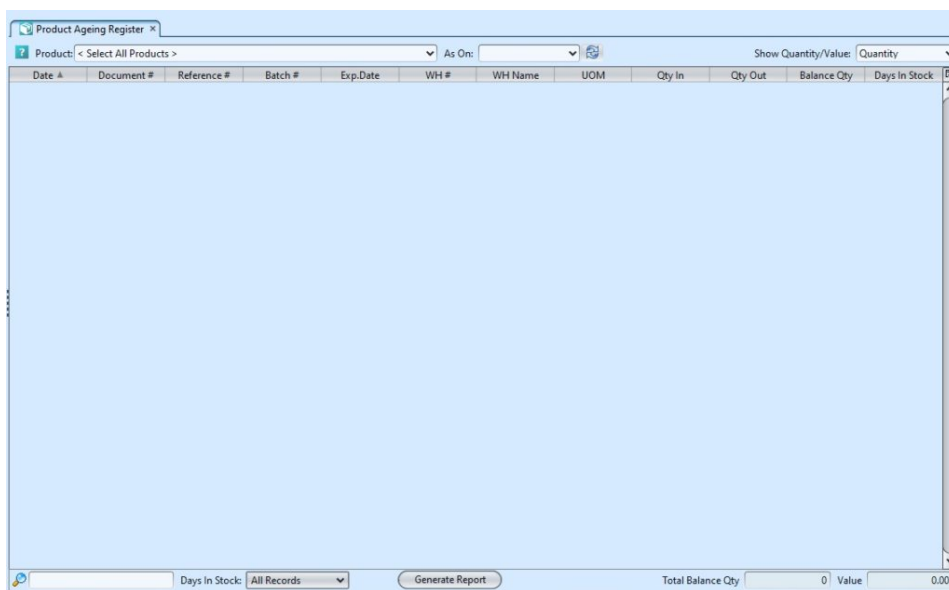 Product Ageing Register ×
? Product: < Select All Products > As On: Show Quantity/Value: Quantity
Date Document # Reference # Batch # Exp.Date WH # WH Name UOM Qty In Qty Out Balance Qty Days In Stock
Days In Stock: All Records Generate Report Total Balance Qty 0 Value 0.00